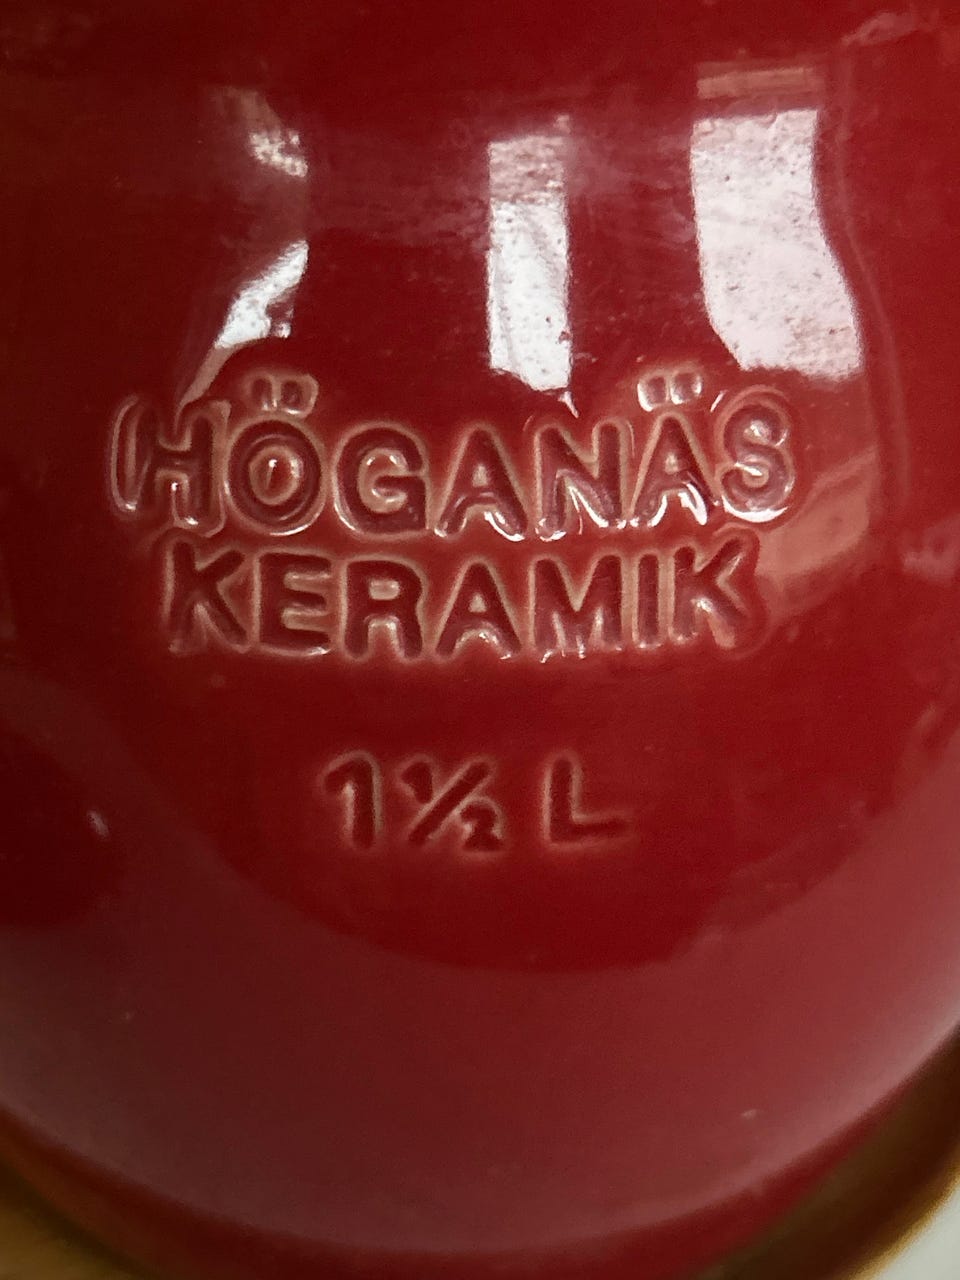 HÖGANÄS
KERAMIK
1½ L